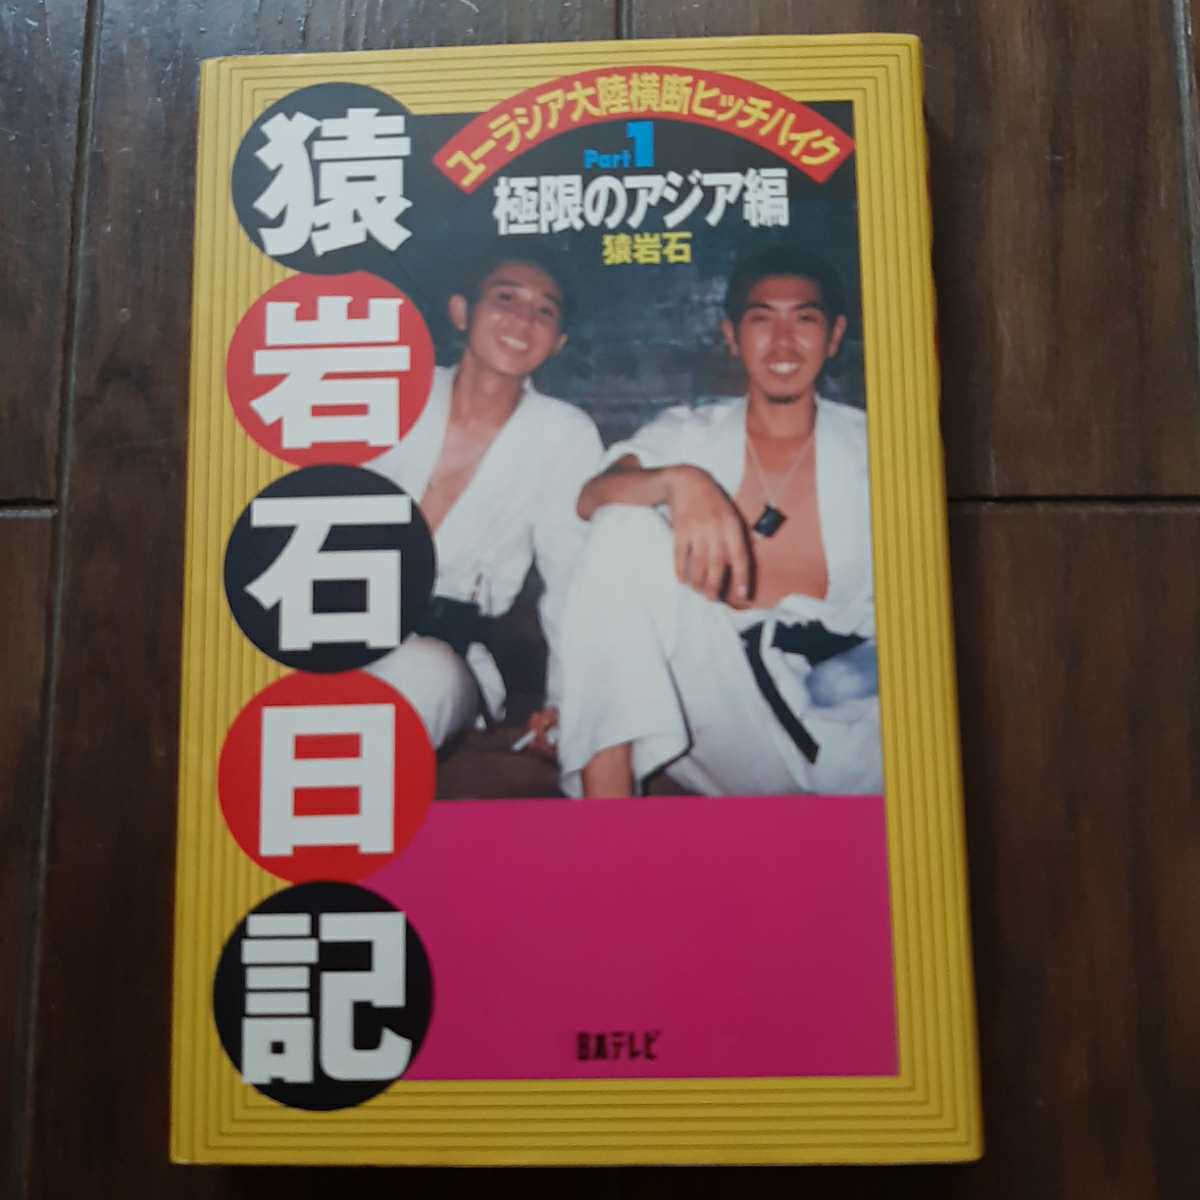 ユーラシア大陸横断ヒッチハイク
Part1
極限のアジア編
猿岩石
猿岩石日記
日本テレビ